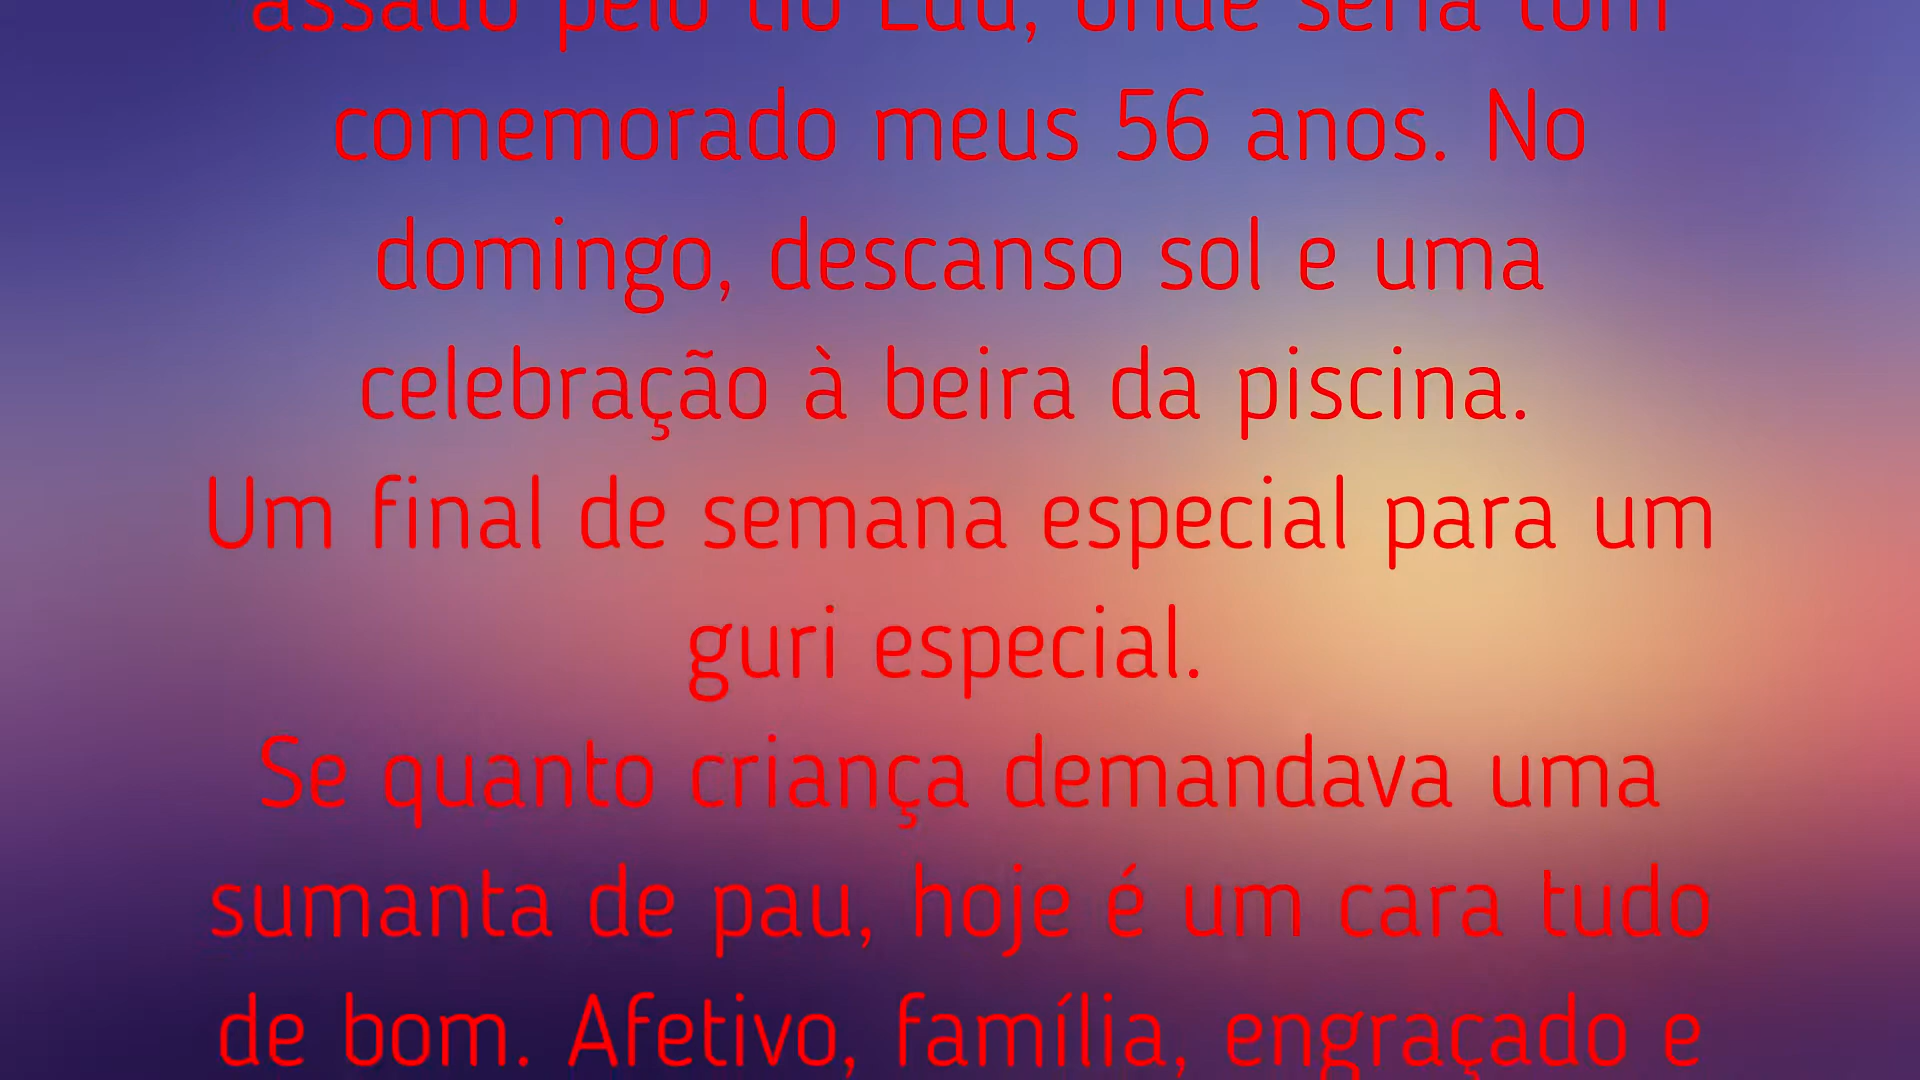 assado pelo tio Edu, onde seria
comemorado meus 56 anos. No
domingo, descanso sol e uma
celebração à beira da piscina.
Um final de semana especial para um
guri especial.
Se quanto criança demandava uma
sumanta de pau, hoje é um cara tudo
de bom. Afetivo, família, engraçado e